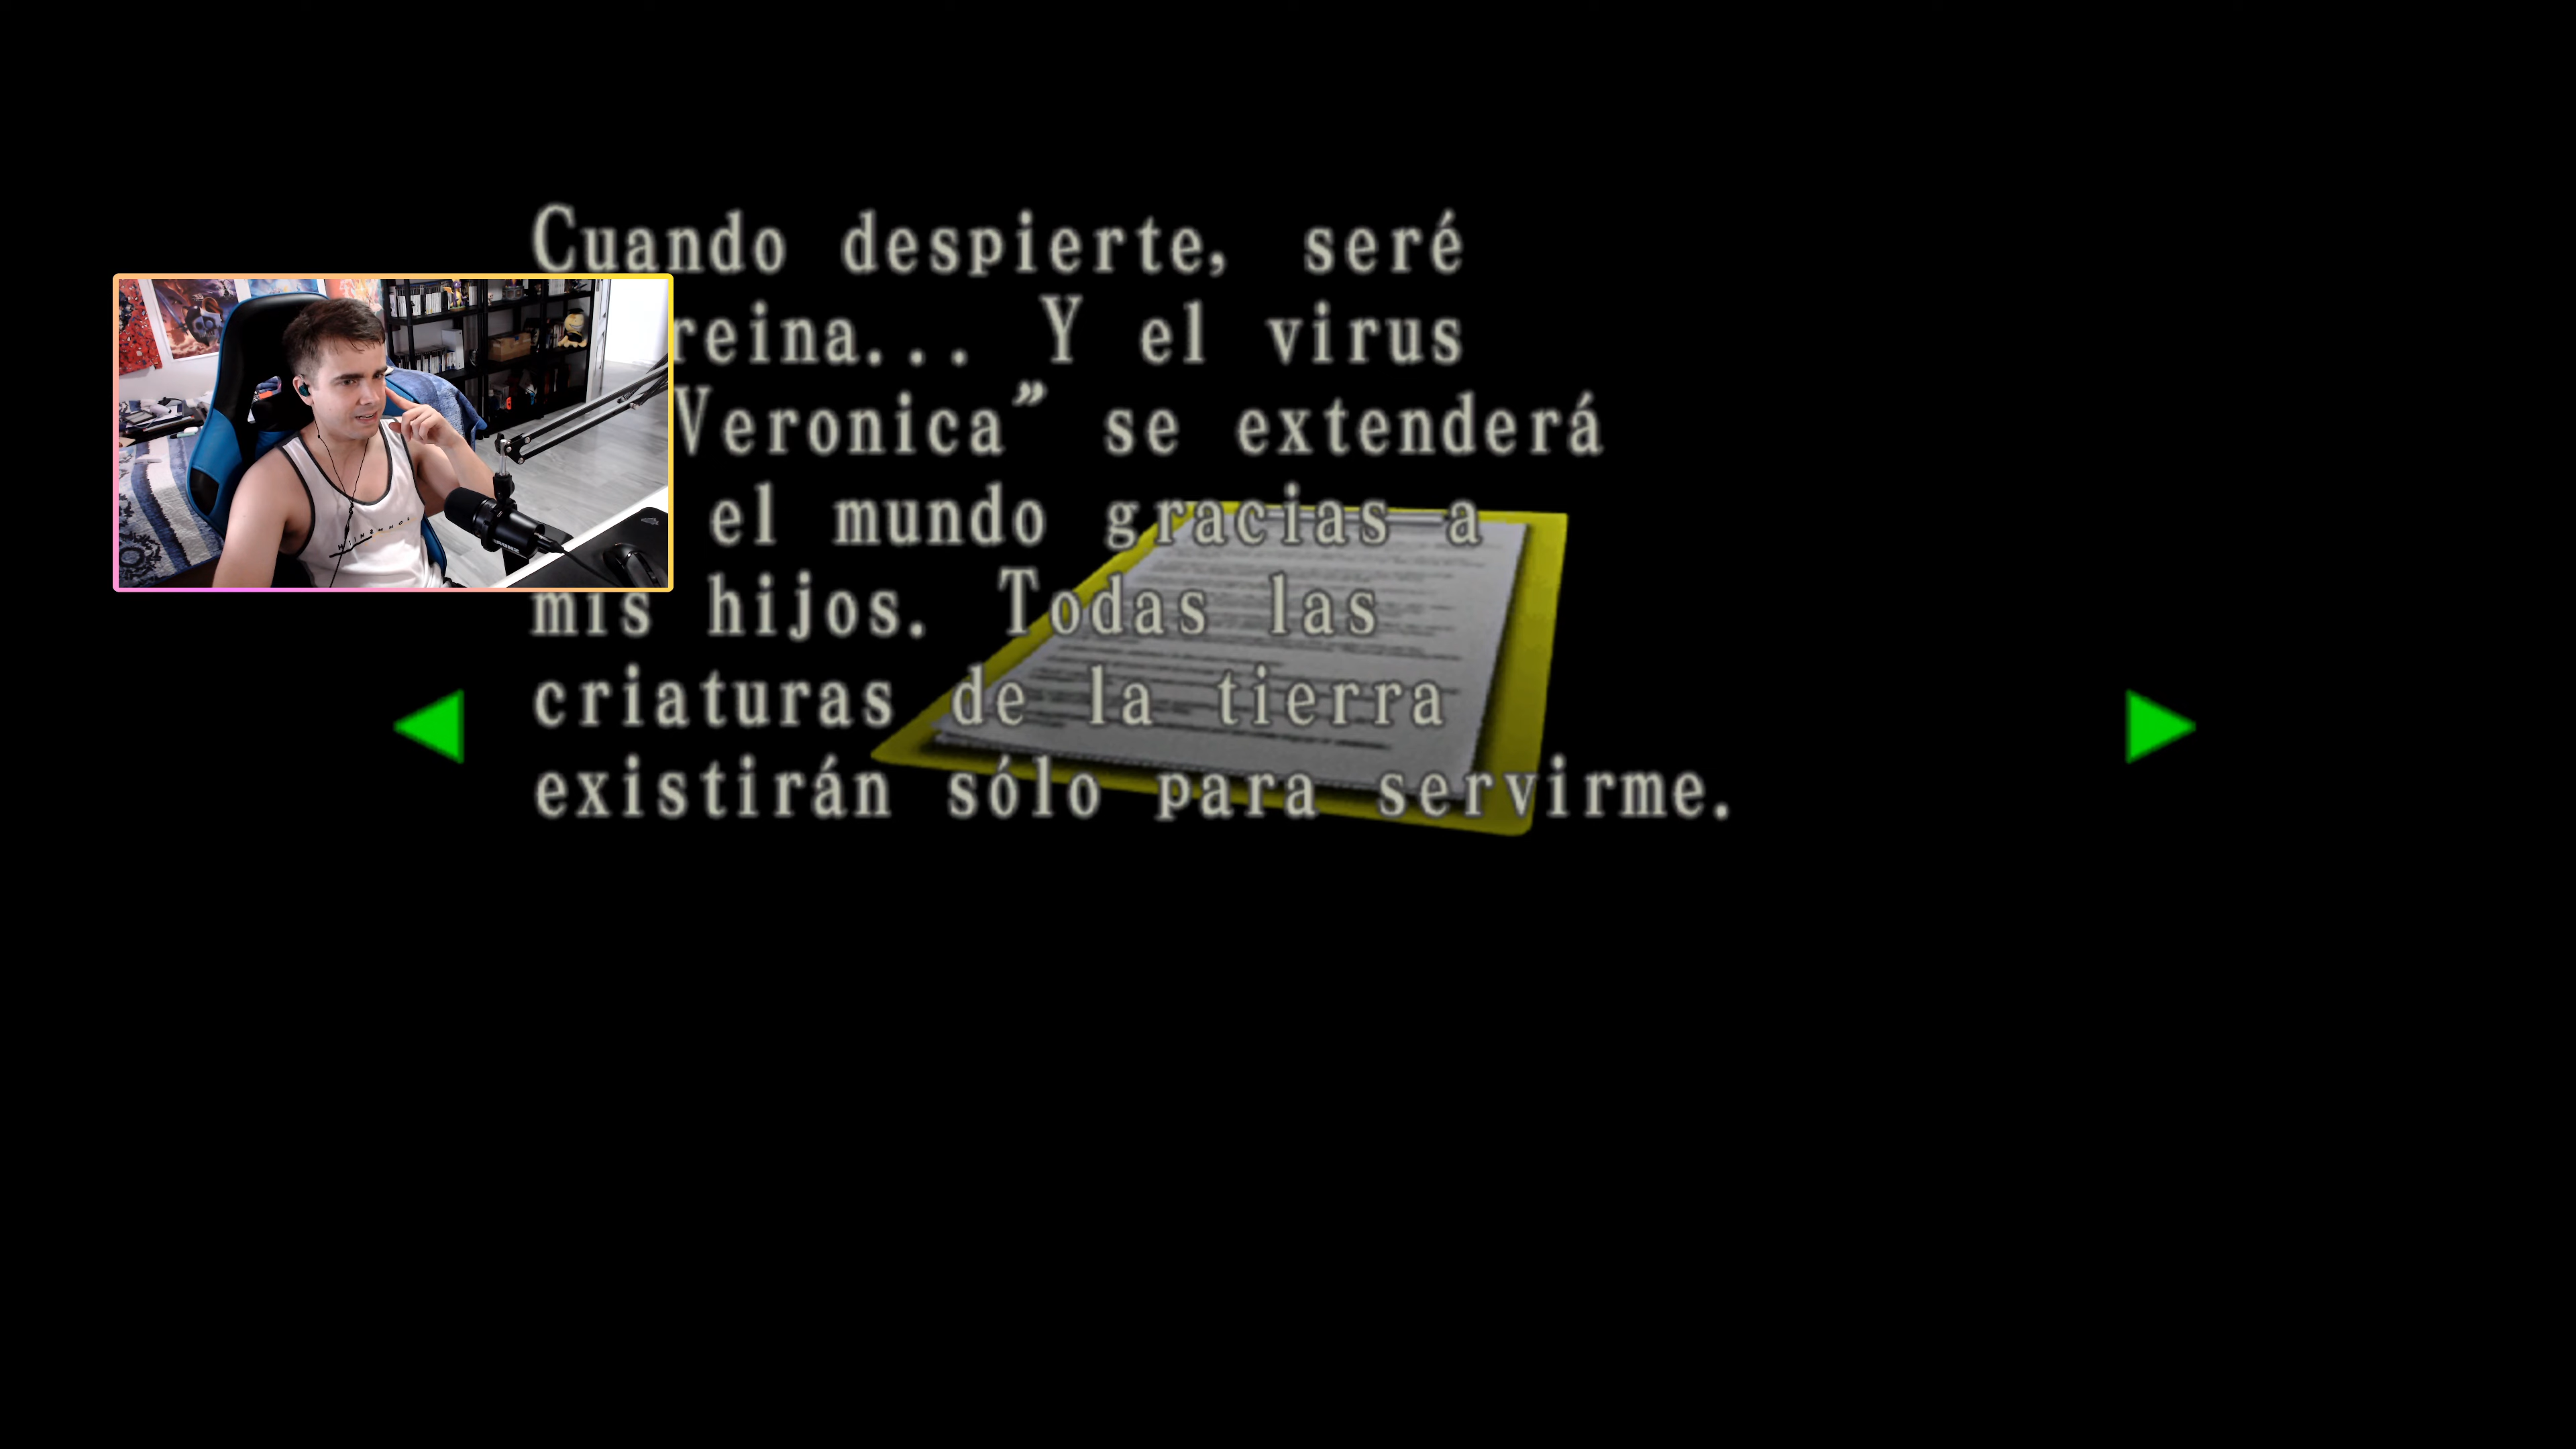 Cuando despierte, seré
reina... Y el virus
Veronica” se extenderá
el mundo gracias a
mis hijos. Todas las
criaturas de la tierra
existirán sólo para servirme.